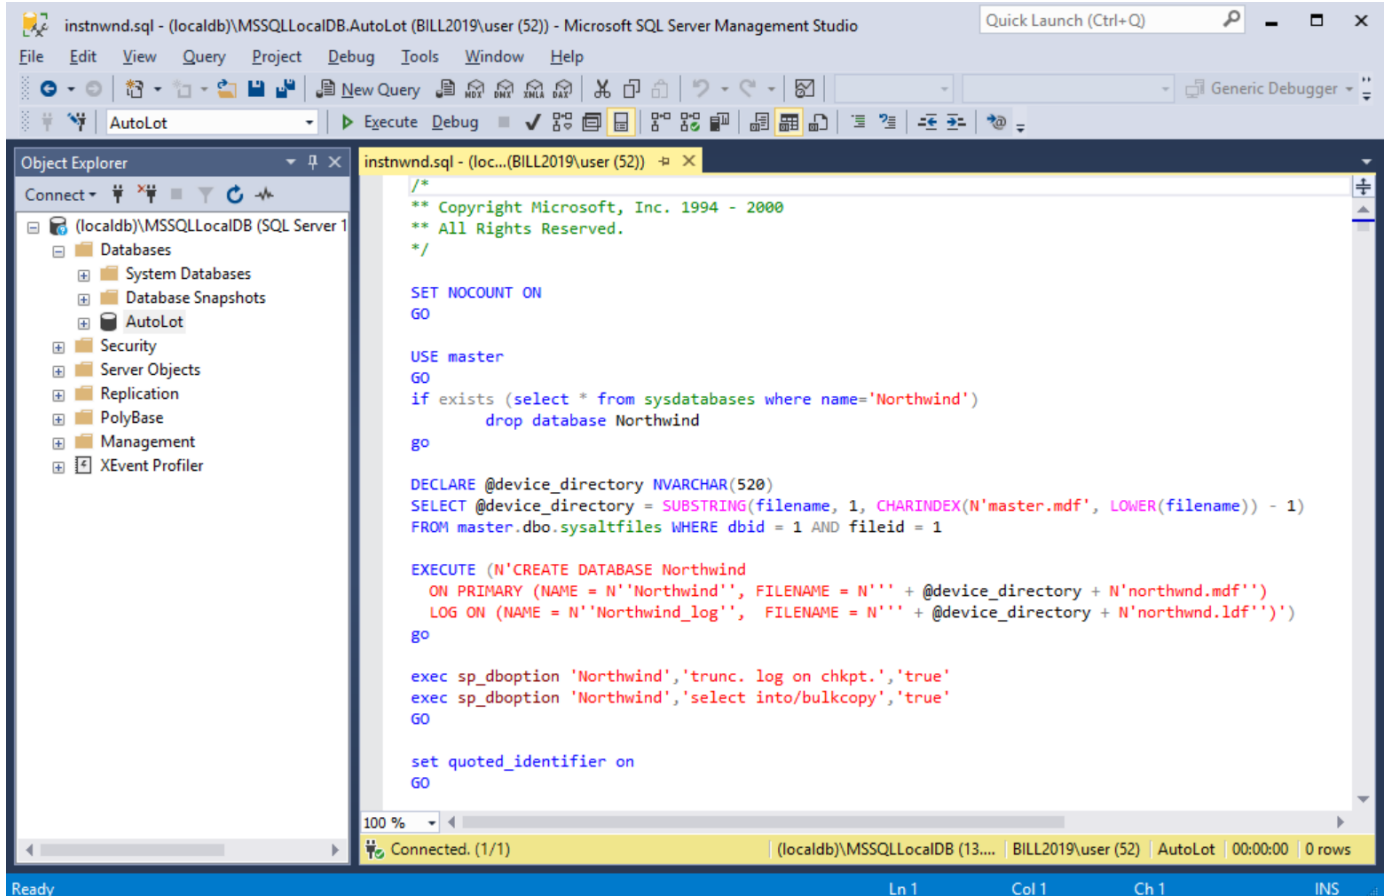 instnwnd.sql - (localdb)\MSSQLLocalDB.AutoLot (BILL2019\user (52)) - Microsoft SQL Server Management Studio
Quick Launch (Ctrl+Q)
File Edit View Query Project Debug Tools Window Help
New Query MDX DMX XMLA DAX Generic Debugger
AutoLot Execute Debug
Object Explorer
Connect
(localdb)\MSSQLLocalDB (SQL Server 1
Databases
System Databases
Database Snapshots
AutoLot
Security
Server Objects
Replication
PolyBase
Management
XEvent Profiler
instnwnd.sql - (loc...(BILL2019\user (52))
/*
** Copyright Microsoft, Inc. 1994 - 2000
** All Rights Reserved.
*/
SET NOCOUNT ON
GO
USE master
GO
if exists (select * from sysdatabases where name='Northwind')
drop database Northwind
go
DECLARE @device_directory NVARCHAR(520)
SELECT @device_directory = SUBSTRING(filename, 1, CHARINDEX(N'master.mdf', LOWER(filename)) - 1)
FROM master.dbo.sysaltfiles WHERE dbid = 1 AND fileid = 1
EXECUTE (N'CREATE DATABASE Northwind
ON PRIMARY (NAME = N''Northwind'', FILENAME = N''' + @device_directory + N'northwnd.mdf'')
LOG ON (NAME = N''Northwind_log'', FILENAME = N''' + @device_directory + N'northwnd.ldf'')')
go
exec sp_dboption 'Northwind','trunc. log on chkpt.','true'
exec sp_dboption 'Northwind','select into/bulkcopy','true'
GO
set quoted_identifier on
GO
100 %
Connected. (1/1)
(localdb)\MSSQLLocalDB (13.... BILL2019\user (52) AutoLot 00:00:00 0 rows
Ready Ln 1 Col 1 Ch 1 INS